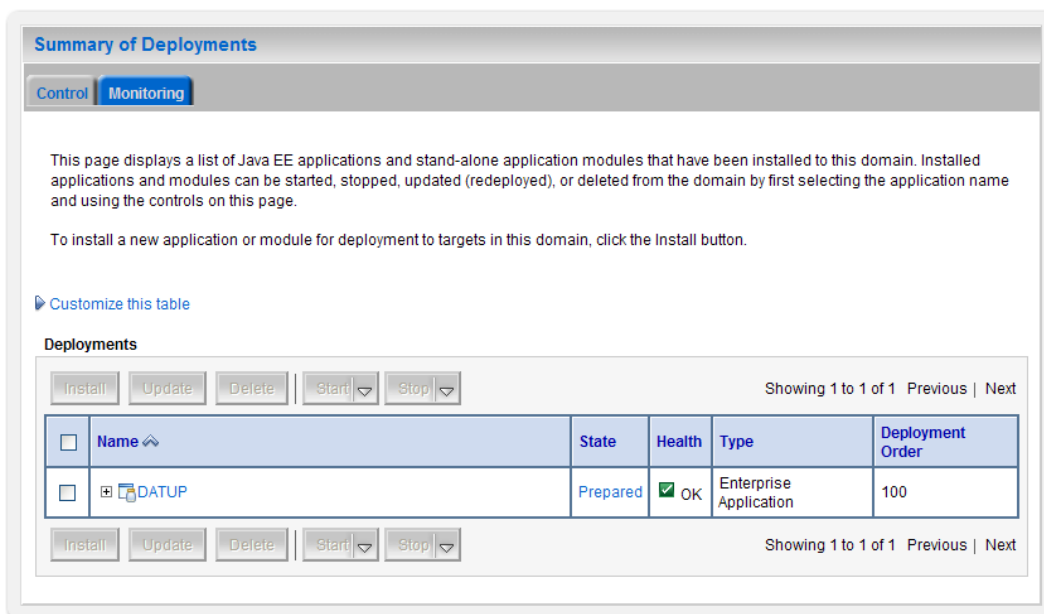 Summary of Deployments
Control Monitoring
This page displays a list of Java EE applications and stand-alone application modules that have been installed to this domain. Installed
applications and modules can be started, stopped, updated (redeployed), or deleted from the domain by first selecting the application name
and using the controls on this page.
To install a new application or module for deployment to targets in this domain, click the Install button.
Customize this table
Deployments
Install Update Delete Start Stop Showing 1 to 1 of 1 Previous | Next
Name State Health Type Deployment Order
DATUP Prepared OK Enterprise Application 100
Install Update Delete Start Stop Showing 1 to 1 of 1 Previous | Next